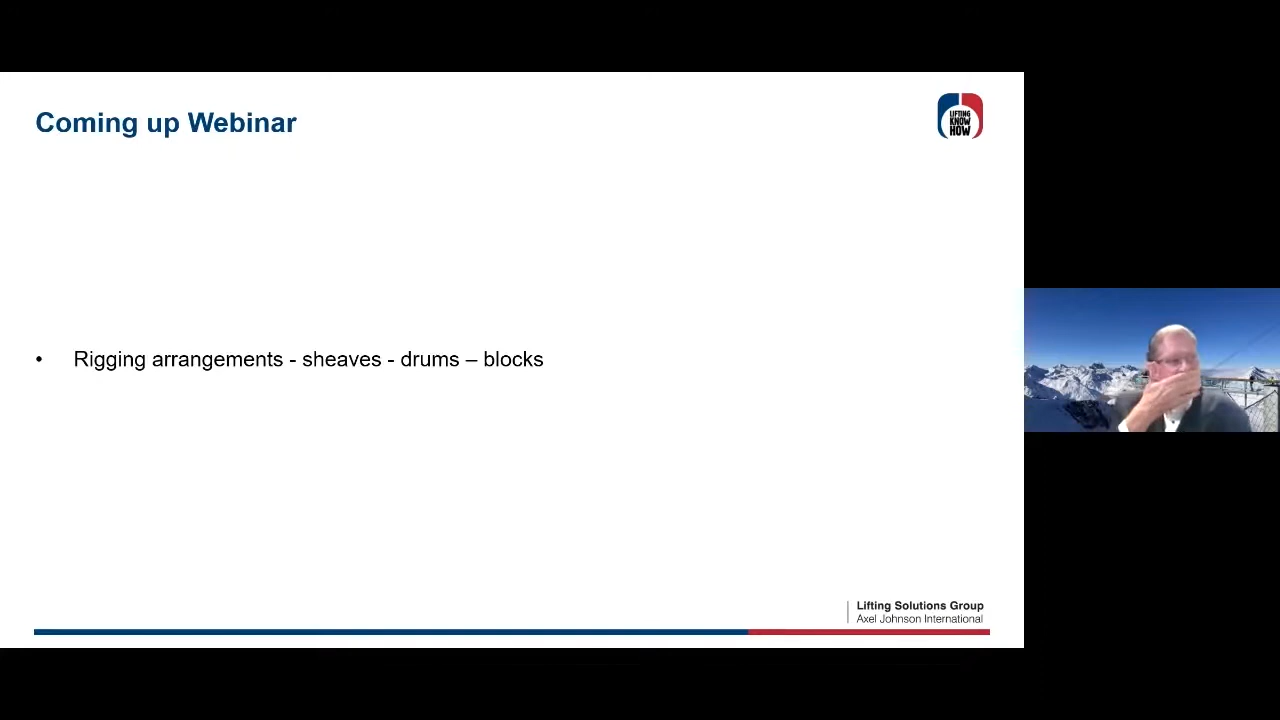 Coming up Webinar
LIFTING
KNOW
HOW
• Rigging arrangements - sheaves - drums – blocks
Lifting Solutions Group
Axel Johnson International